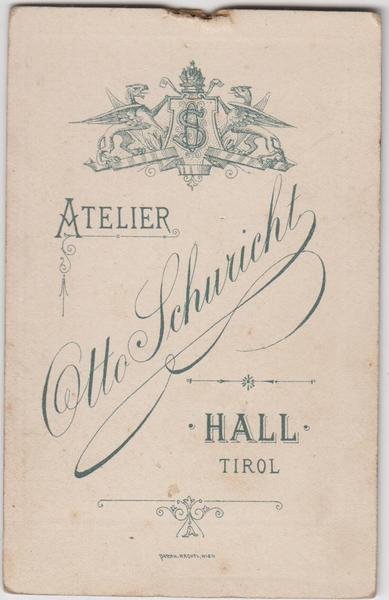 ATELIER
Otto Schuricht
· HALL ·
TIROL